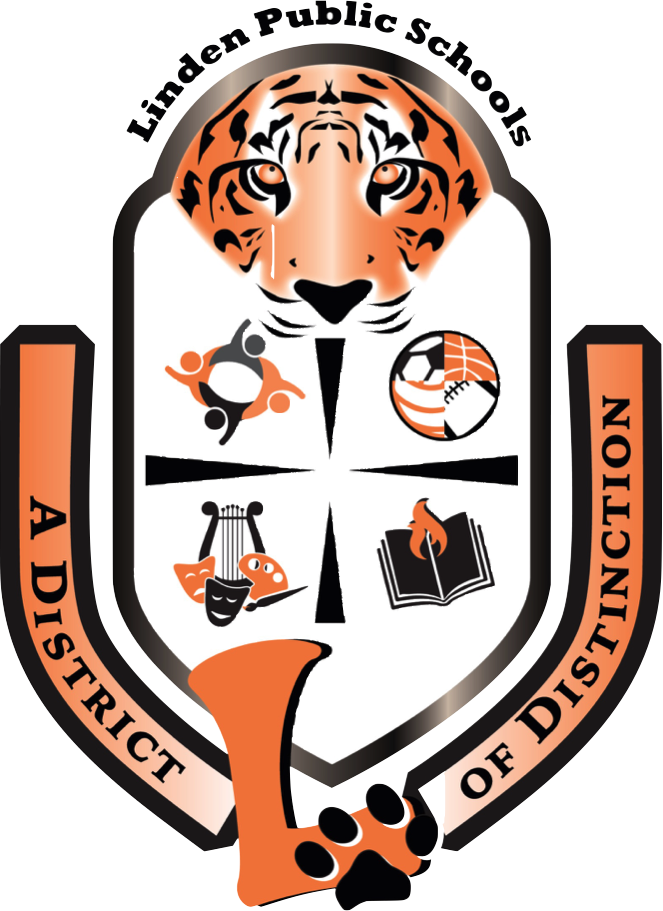 Linden Public Schools
A DISTRICT
OF DISTINCTION
L